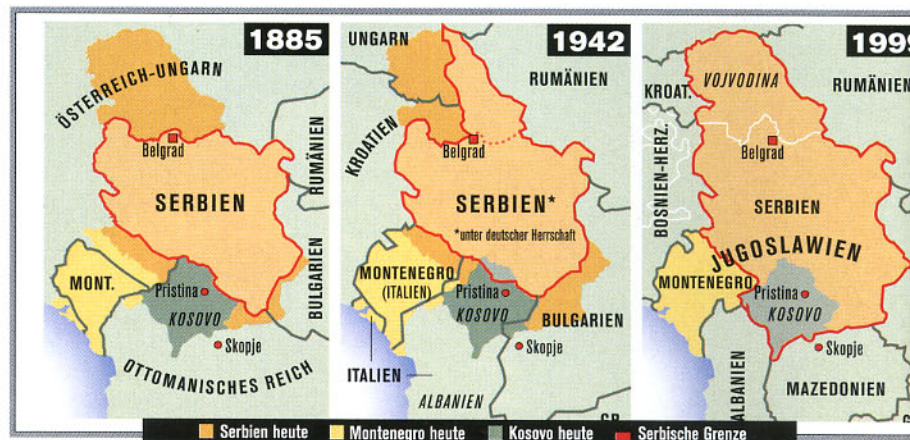 1885
ÖSTERREICH-UNGARN
RUMÄNIEN
Belgrad
SERBIEN
BULGARIEN
MONT.
Pristina
KOSOVO
Skopje
OTTOMANISCHES REICH
1942
UNGARN
RUMÄNIEN
KROATIEN
Belgrad
SERBIEN*
*unter deutscher Herrschaft
MONTENEGRO
(ITALIEN)
Pristina
KOSOVO
BULGARIEN
Skopje
ITALIEN
ALBANIEN
1999
VOJVODINA
KROAT.
RUMÄNIEN
Belgrad
BOSNIEN-HERZ.
SERBIEN
JUGOSLAWIEN
MONTENEGRO
Pristina
KOSOVO
Skopje
ALBANIEN
MAZEDONIEN
Serbien heute
Montenegro heute
Kosovo heute
Serbische Grenze